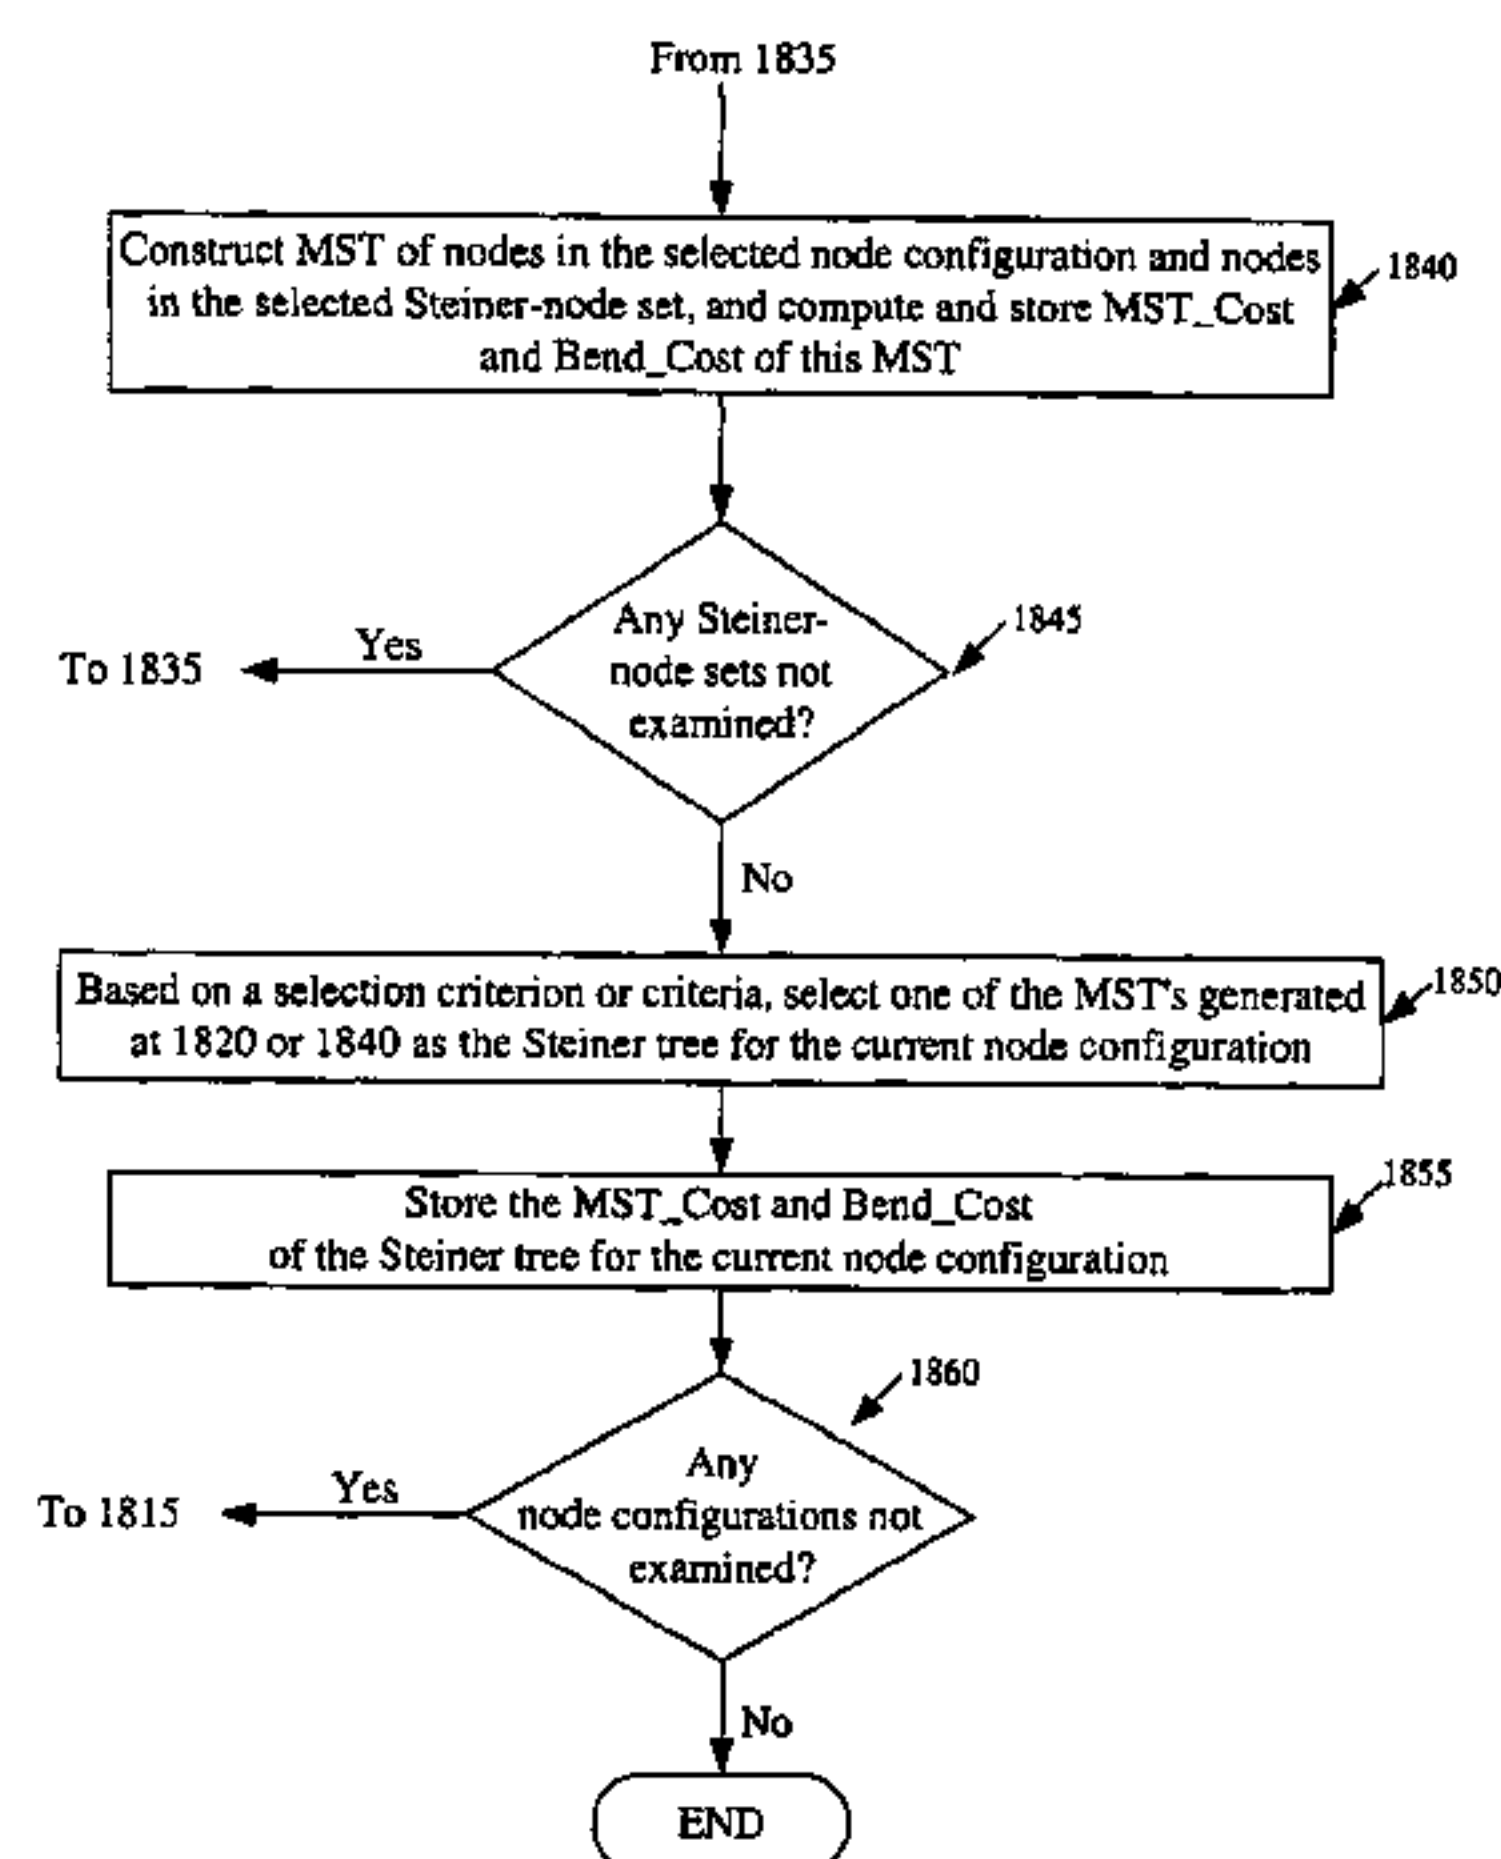 From 1835
Construct MST of nodes in the selected node configuration and nodes
in the selected Steiner-node set, and compute and store MST_Cost
and Bend_Cost of this MST
1840
Any Steiner-
node sets not
examined?
1845
Yes
To 1835
No
Based on a selection criterion or criteria, select one of the MST's generated
at 1820 or 1840 as the Steiner tree for the current node configuration
1850
Store the MST_Cost and Bend_Cost
of the Steiner tree for the current node configuration
1855
1860
Any
node configurations not
examined?
Yes
To 1815
No
END